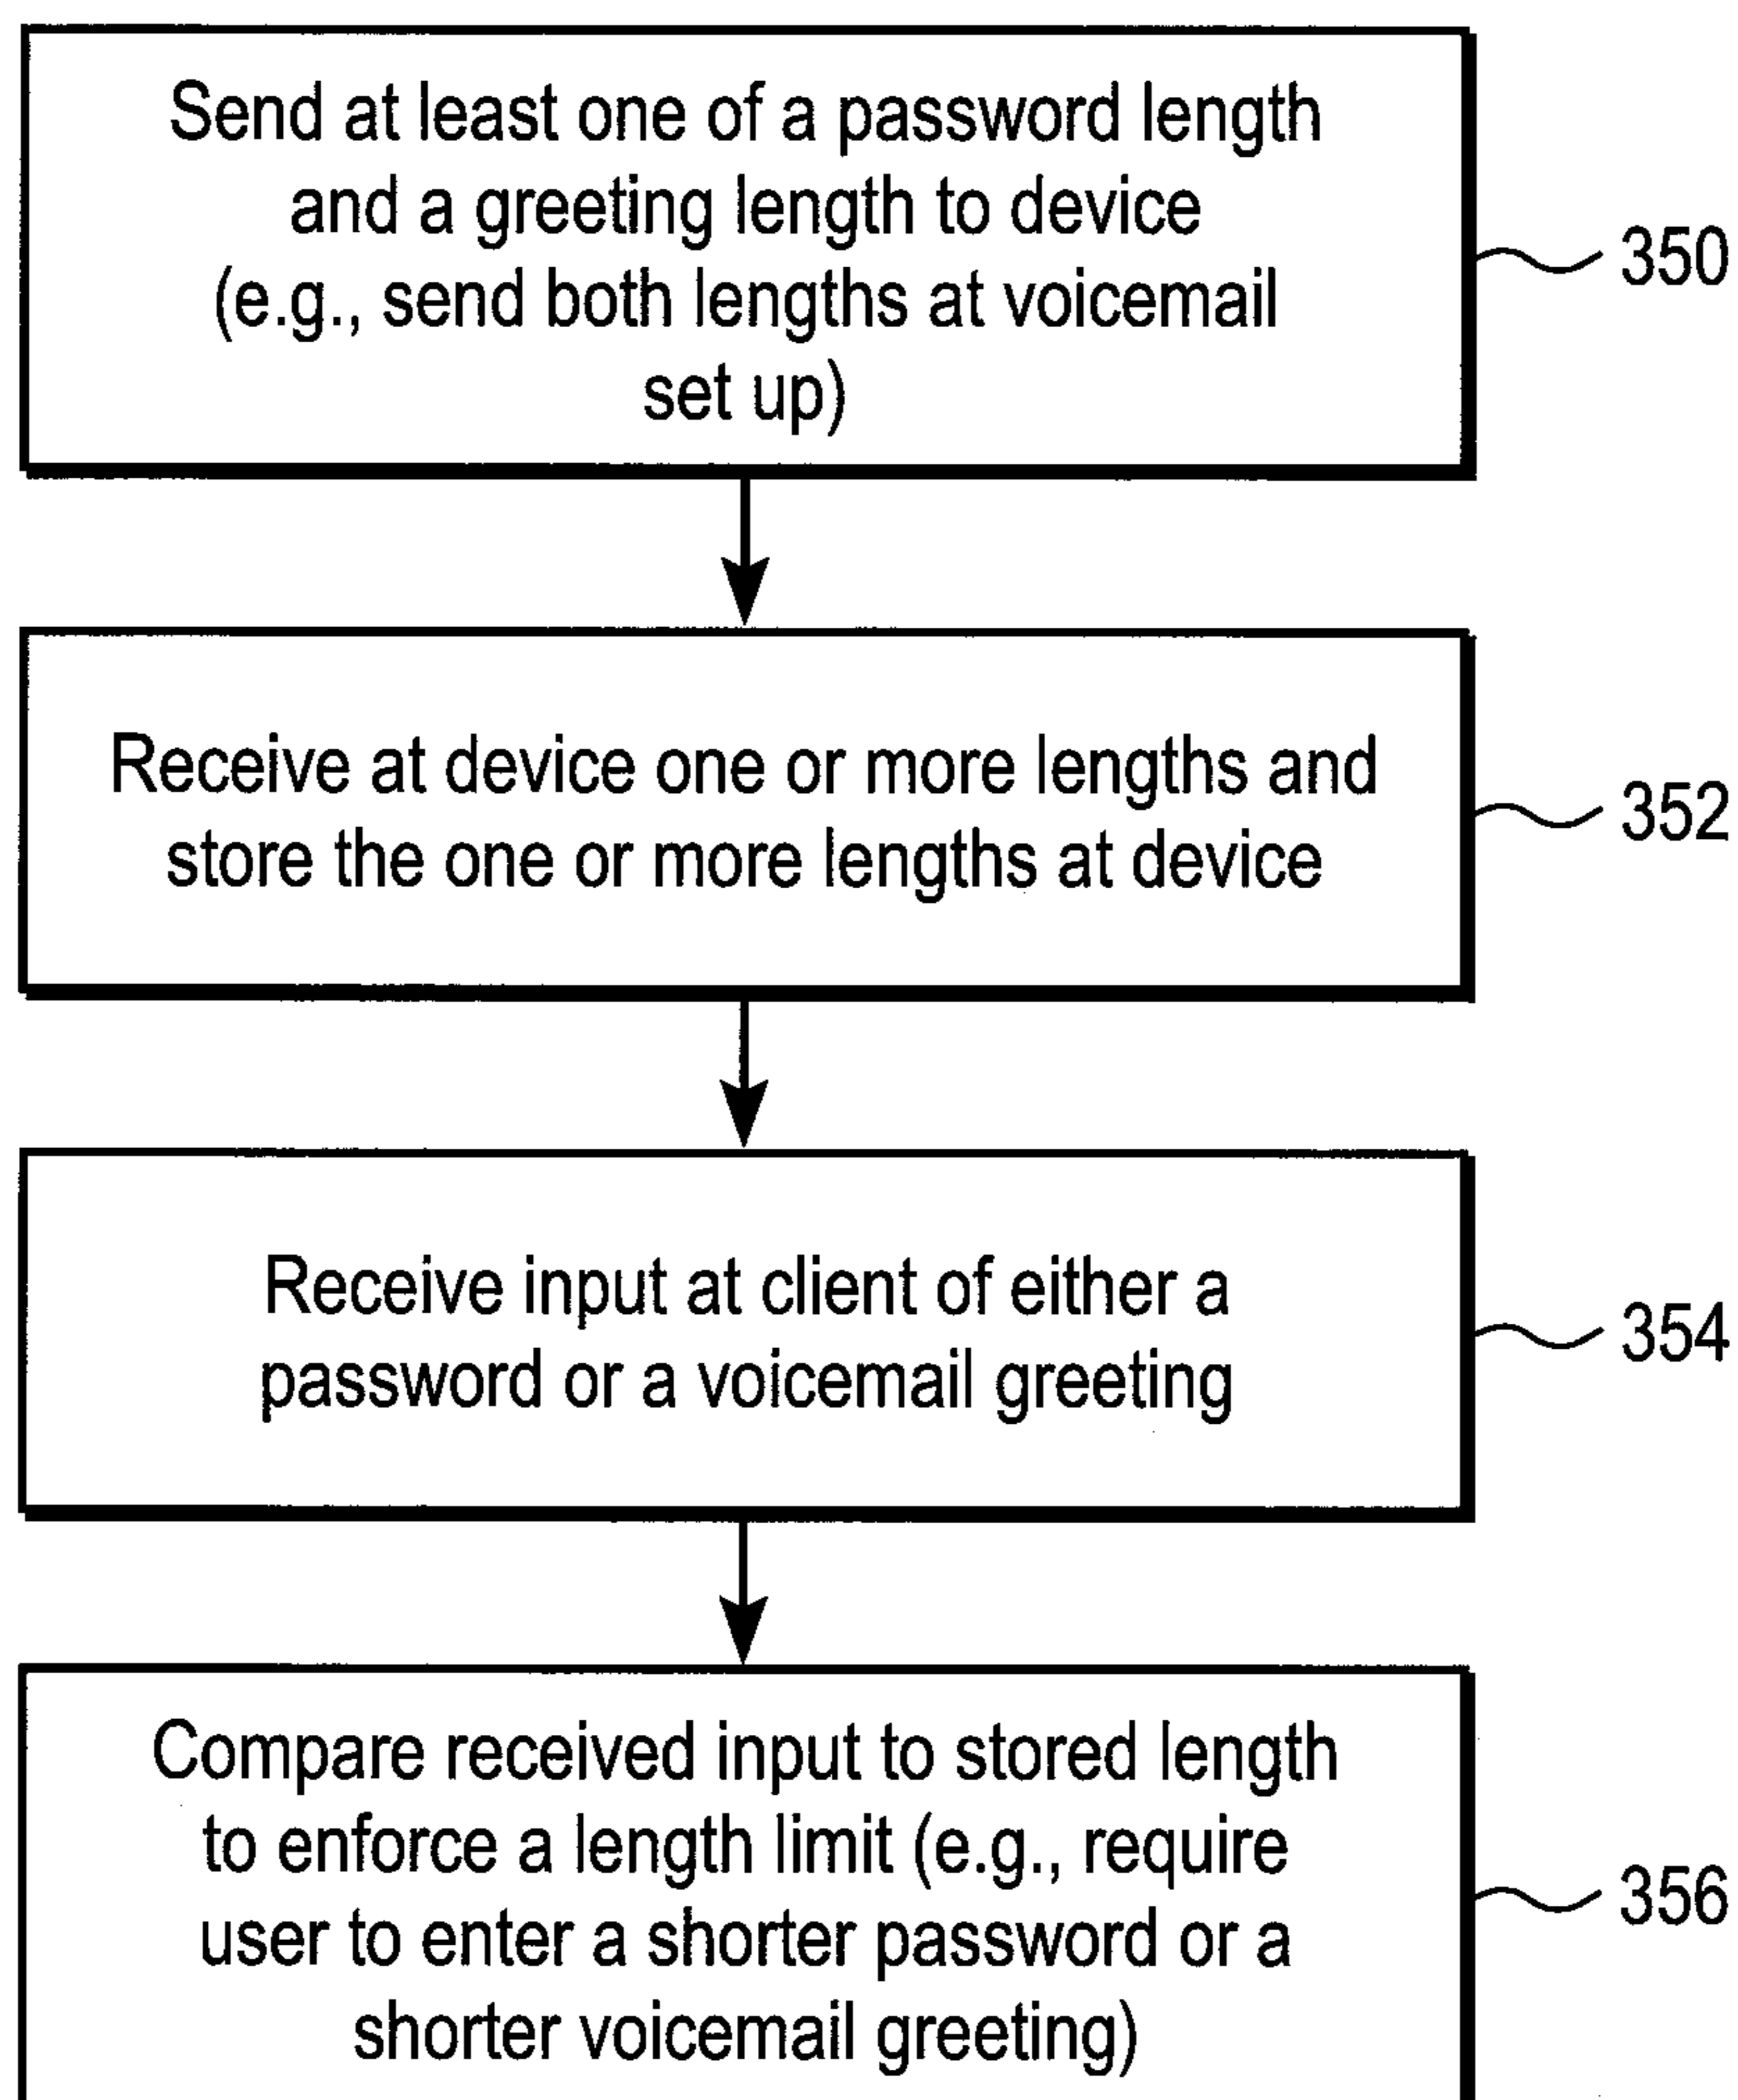 Send at least one of a password length
and a greeting length to device
(e.g., send both lengths at voicemail
set up)
350
Receive at device one or more lengths and
store the one or more lengths at device
352
Receive input at client of either a
password or a voicemail greeting
354
Compare received input to stored length
to enforce a length limit (e.g., require
user to enter a shorter password or a
shorter voicemail greeting)
356